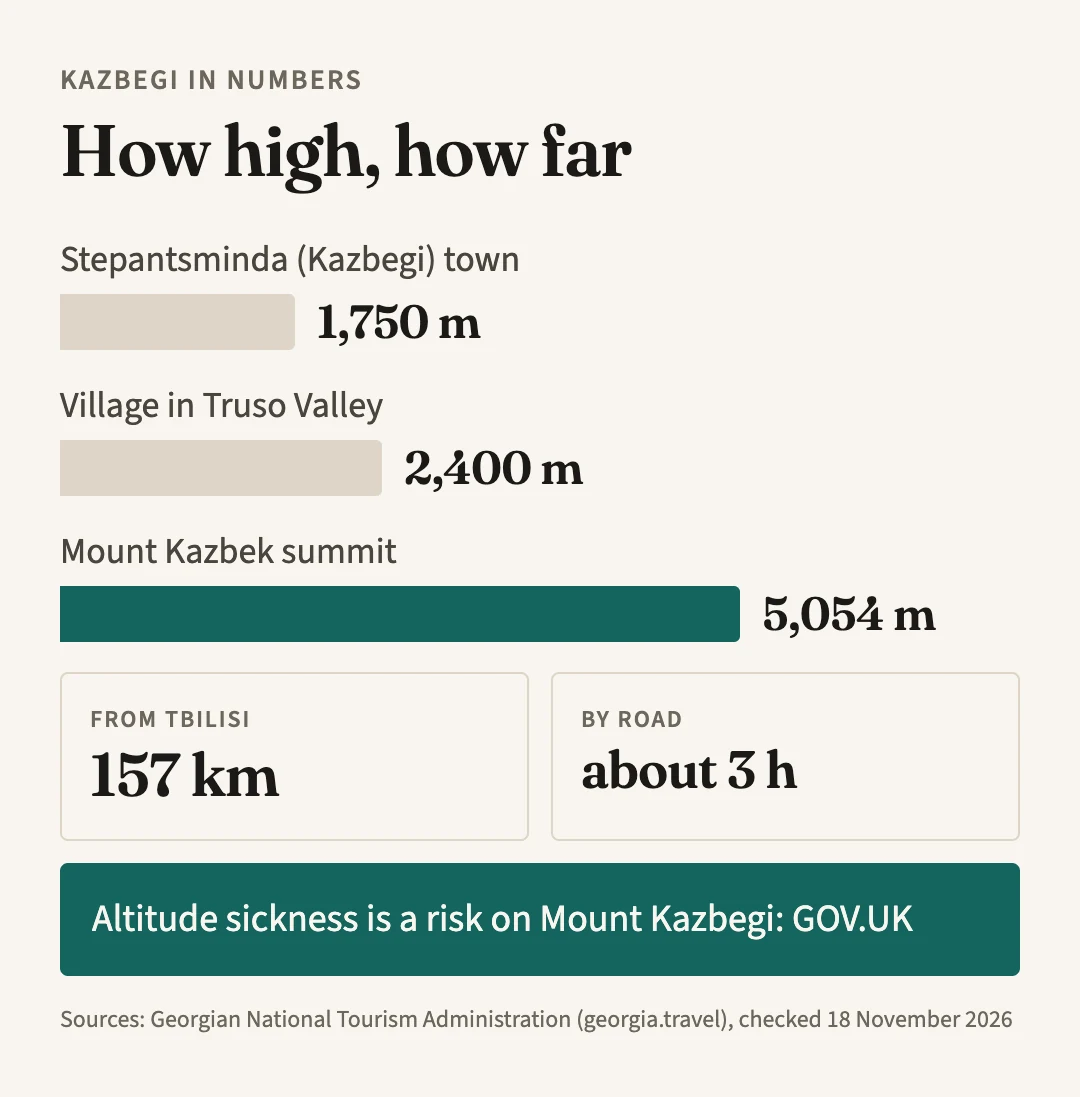 KAZBEGI IN NUMBERS
How high, how far
Stepantsminda (Kazbegi) town
1,750 m
Village in Truso Valley
2,400 m
Mount Kazbek summit
5,054 m
FROM TBILISI
157 km
BY ROAD
about 3 h
Altitude sickness is a risk on Mount Kazbegi: GOV.UK
Sources: Georgian National Tourism Administration (georgia.travel), checked 18 November 2026